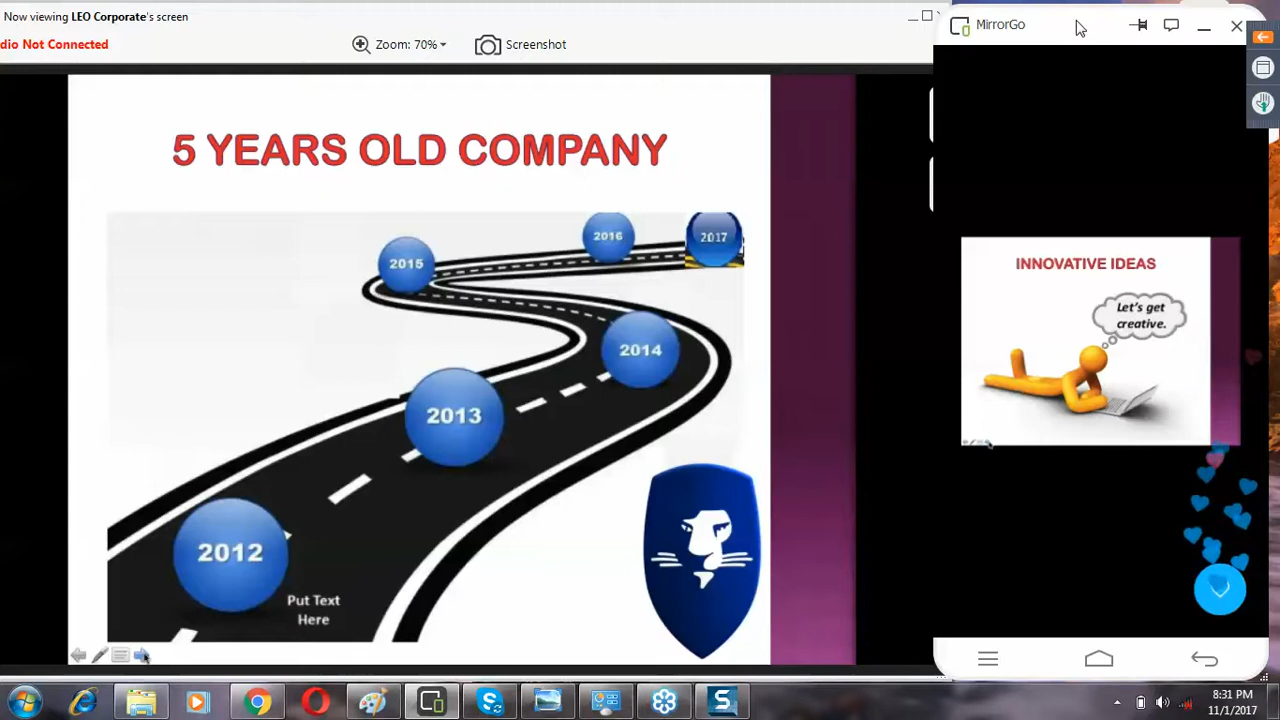 Now viewing LEO Corporate's screen
dio Not Connected
Zoom: 70%
Screenshot
MirrorGo
5 YEARS OLD COMPANY
2015
2016
2017
2014
2013
2012
Put Text
Here
INNOVATIVE IDEAS
Let's get
creative.
8:31 PM
11/1/2017